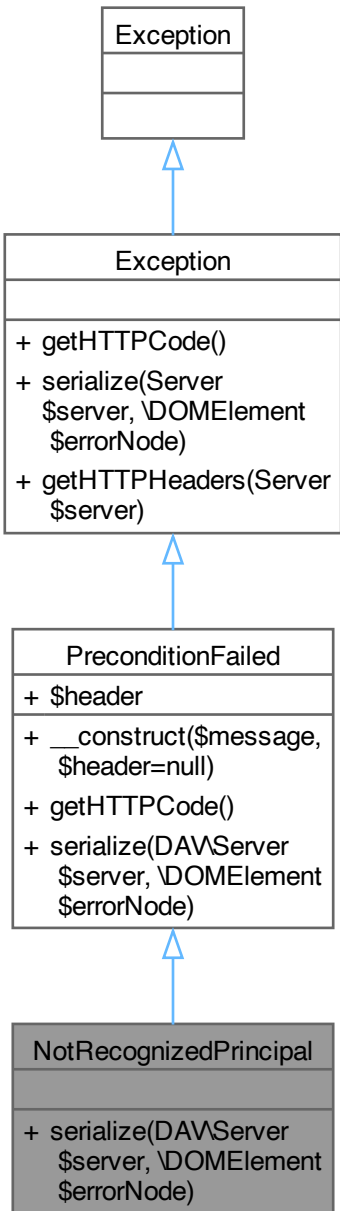 Exception
Exception
+ getHTTPCode()
+ serialize(Server
$server, \DOMElement
$errorNode)
+ getHTTPHeaders(Server
$server)
PreconditionFailed
+ $header
+ __construct($message,
$header=null)
+ getHTTPCode()
+ serialize(DAV\Server
$server, \DOMElement
$errorNode)
NotRecognizedPrincipal
+ serialize(DAV\Server
$server, \DOMElement
$errorNode)